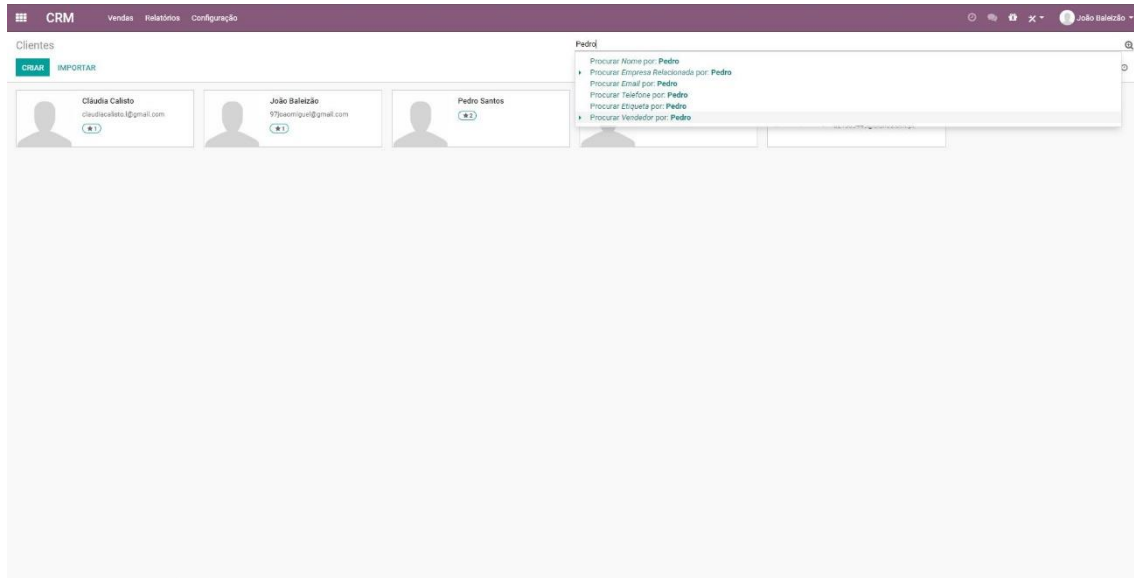 CRM Vendas Relatórios Configuração João Baleizão
Clientes
Pedro
CRIAR IMPORTAR
Procurar Nome por: Pedro
Procurar Empresa Relacionada por: Pedro
Procurar Email por: Pedro
Procurar Telefone por: Pedro
Procurar Etiqueta por: Pedro
Procurar Vendedor por: Pedro
Cláudia Calisto
claudiacalisto.t@gmail.com
1
João Baleizão
97jsaomiguel@gmail.com
1
Pedro Santos
2